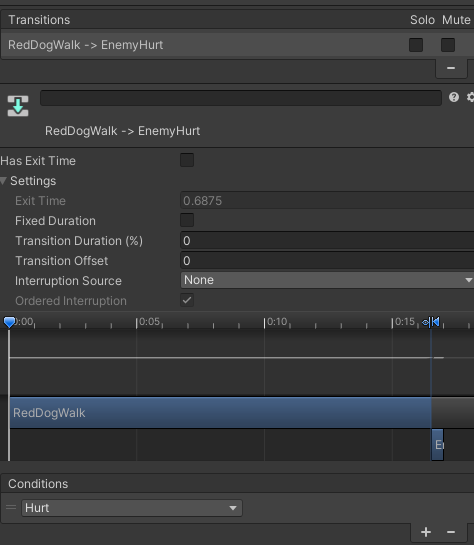 Transitions Solo Mute
RedDogWalk -> EnemyHurt
RedDogWalk -> EnemyHurt
Has Exit Time
Settings
Exit Time 0.6875
Fixed Duration
Transition Duration (%) 0
Transition Offset 0
Interruption Source None
Ordered Interruption
0:00 0:05 0:10 0:15
RedDogWalk
Conditions
Hurt